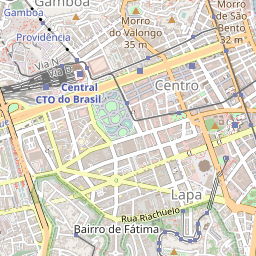 Gamboa
Gamboa
Morro
do Valongo
35 m
Morro
de São
Bento
32 m
Providência
Via N
Central
CTO do Brasil
Centro
Lapa
Rua Riachuelo
Bairro de Fátima